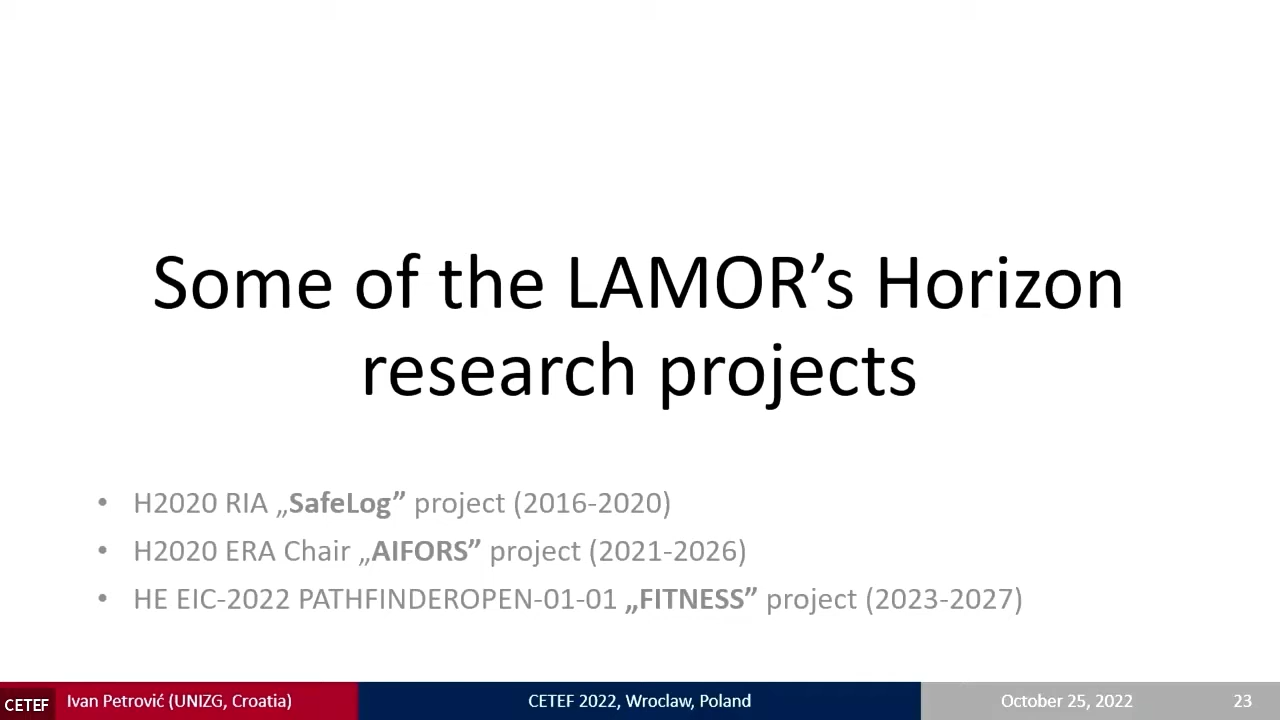 Some of the LAMOR’s Horizon
research projects
• H2020 RIA „SafeLog” project (2016-2020)
• H2020 ERA Chair „AIFORS” project (2021-2026)
• HE EIC-2022 PATHFINDEROPEN-01-01 „FITNESS” project (2023-2027)
CETEF Ivan Petrović (UNIZG, Croatia) CETEF 2022, Wroclaw, Poland October 25, 2022 23